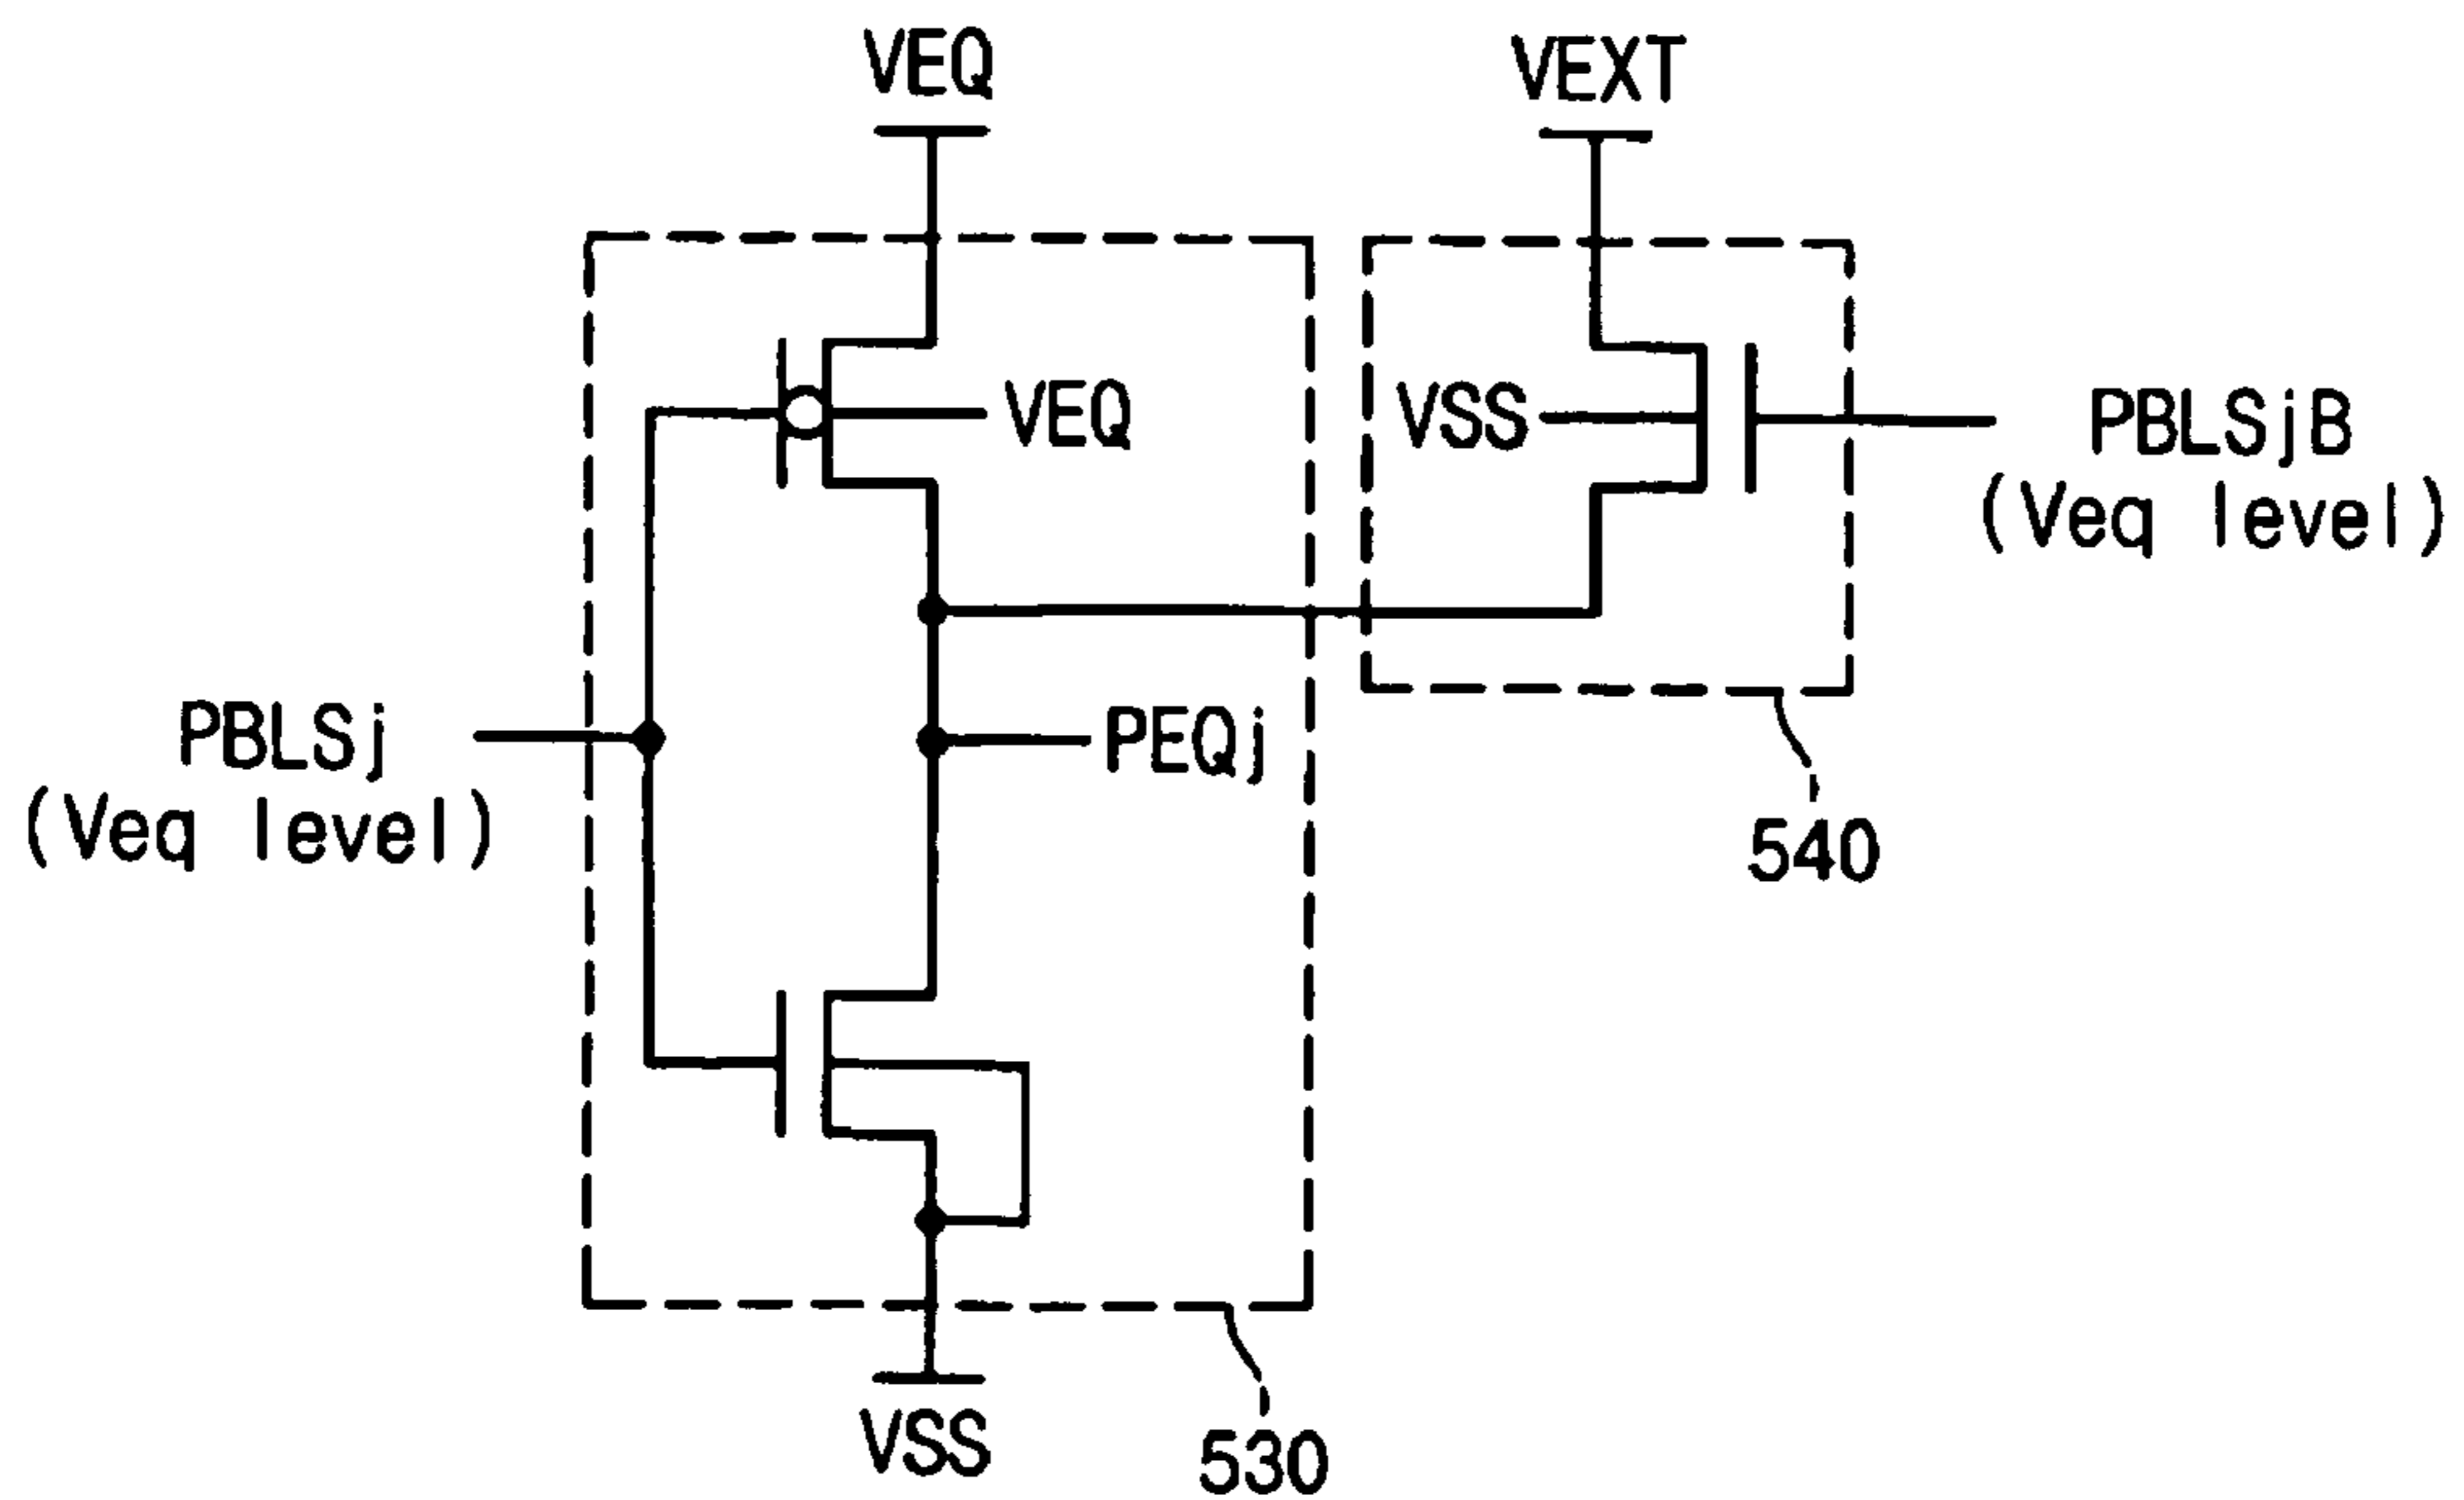 VEQ
VEXT
VEQ
VSS
PBLSjB
(Veq level)
PBLSj
(Veq level)
PEQj
540
VSS
530